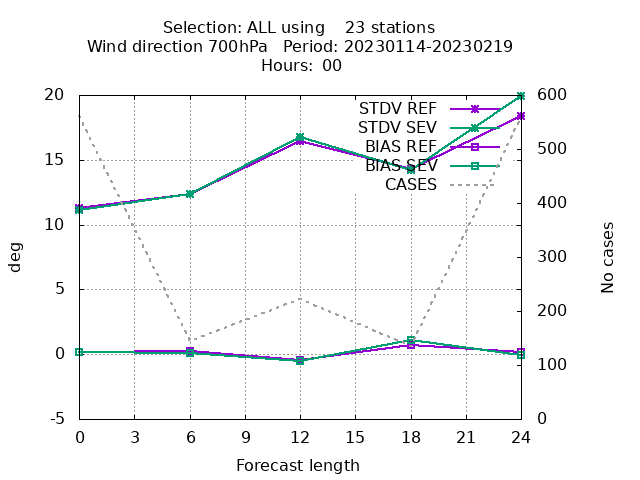 Selection: ALL using    23 stations
Wind direction 700hPa   Period: 20230114-20230219
Hours: 00
STDV REF
STDV SEV
BIAS REF
BIAS SEV
CASES
20
15
10
5
0
-5
deg
600
500
400
300
200
100
0
No cases
0 3 6 9 12 15 18 21 24
Forecast length